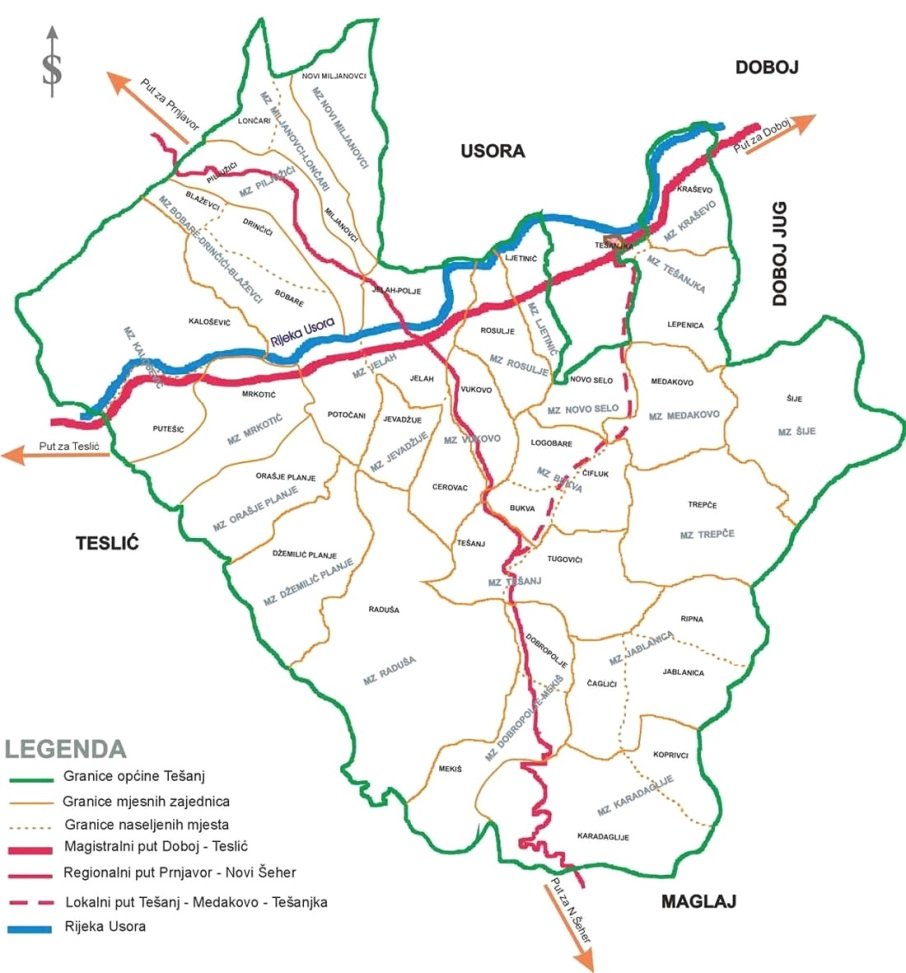 DOBOJ
NOVI MILJANOVCI
Put za Prnjavor
MZ NOVI MILJANOVCI
MZ MILJANOVCI-LONČARI
LONČARI
Put za Doboj
USORA
PILJUŽIĆI
MZ PILJUŽIĆI
KRAŠEVO
BLAŽEVCI
MZ BOBARE-DRINČIĆI-BLAŽEVCI
DRINČIĆI
MILJANOVCI
MZ KRAŠEVO
DOBOJ JUG
TEŠANJKA
LJETINIĆ
MZ TEŠANJKA
JELAH-POLJE
BOBARE
KALOŠEVIĆ
Rijeka Usora
MZ LJETINIĆ
LEPENICA
ROSULJE
MZ KALOŠEVIĆ
MZ JELAH
MZ ROSULJE
JELAH
NOVO SELO
MEDAKOVO
MRKOTIĆ
VUKOVO
ŠIJE
MZ NOVO SELO
MZ MEDAKOVO
POTOČANI
JEVADŽIJE
PUTEŠIĆ
MZ MRKOTIĆ
MZ ŠIJE
MZ JEVADŽIJE
MZ VUKOVO
LOGOBARE
Put za Teslić
ČIFLUK
MZ BUKVA
ORAŠJE PLANJE
CEROVAC
MZ ORAŠJE PLANJE
BUKVA
TREPČE
MZ TREPČE
TESLIĆ
TEŠANJ
DŽEMILIĆ PLANJE
TUGOVIĆI
MZ DŽEMILIĆ PLANJE
MZ TEŠANJ
RADUŠA
RIPNA
DOBROPOLJE
MZ JABLANICA
MZ RADUŠA
JABLANICA
ČAGLIĆI
MZ DOBROPOLJE-MEKIŠ
LEGENDA
KOPRIVCI
MEKIŠ
Granice općine Tešanj
MZ KARADAGLIJE
Granice mjesnih zajednica
Granice naseljenih mjesta
KARADAGLIJE
Magistralni put Doboj - Teslić
Regionalni put Prnjavor - Novi Šeher
Lokalni put Tešanj - Medakovo - Tešanjka
Rijeka Usora
MAGLAJ
Put za N.Šeher